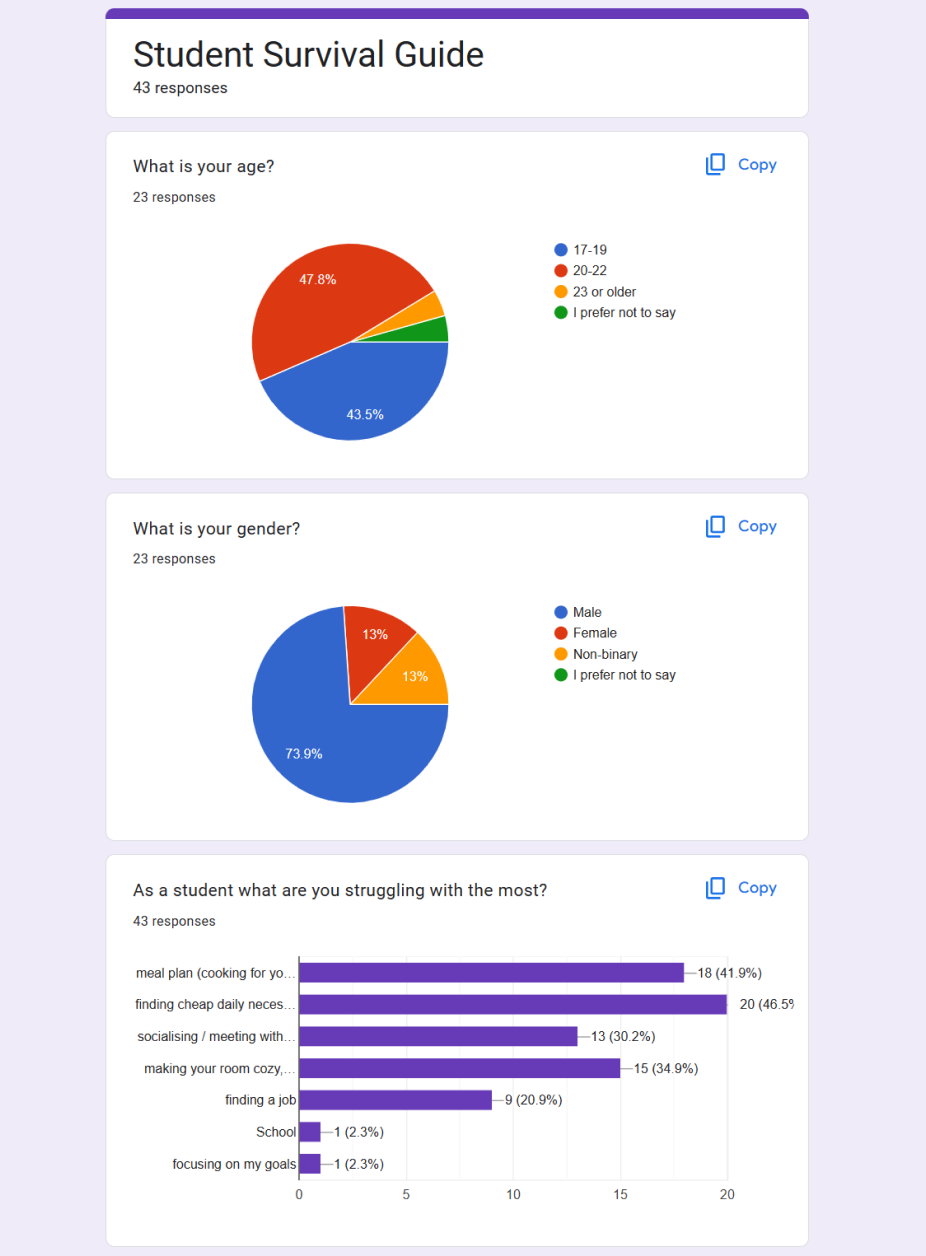 Student Survival Guide
43 responses
What is your age?
Copy
23 responses
47.8%
43.5%
17-19
20-22
23 or older
I prefer not to say
What is your gender?
Copy
23 responses
13%
13%
73.9%
Male
Female
Non-binary
I prefer not to say
As a student what are you struggling with the most?
Copy
43 responses
meal plan (cooking for yo… 18 (41.9%)
finding cheap daily neces… 20 (46.5%
socialising / meeting with… 13 (30.2%)
making your room cozy,… 15 (34.9%)
finding a job 9 (20.9%)
School 1 (2.3%)
focusing on my goals 1 (2.3%)
0 5 10 15 20